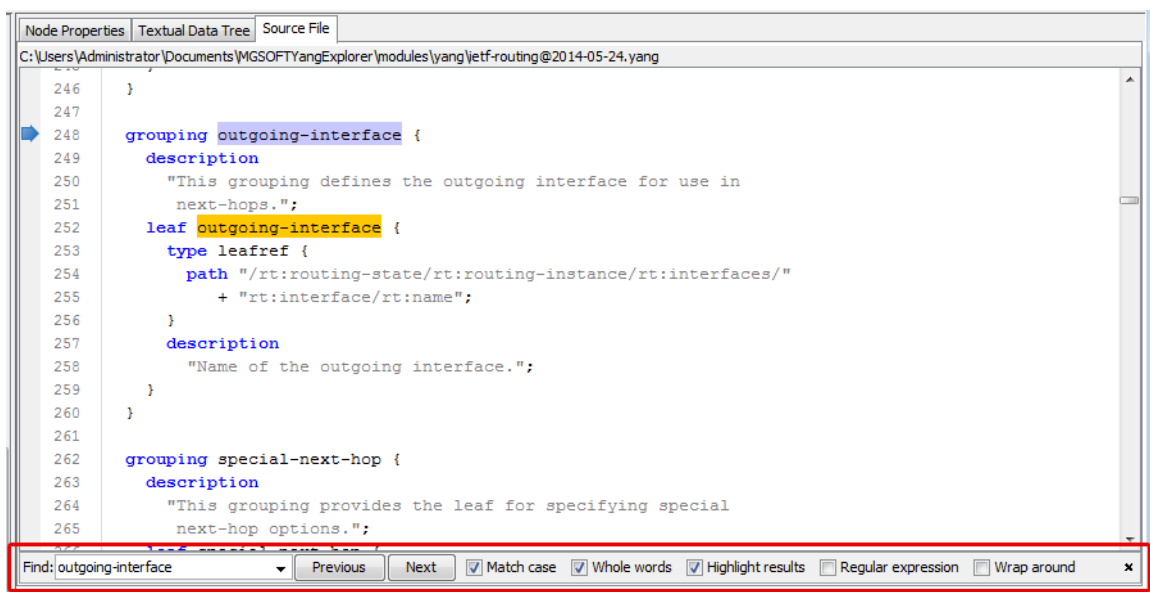 Node Properties Textual Data Tree Source File
C:\Users\Administrator\Documents\MGSOFTYangExplorer\modules\yang\ietf-routing@2014-05-24.yang
246 }
247
248 grouping outgoing-interface {
249 description
250 "This grouping defines the outgoing interface for use in
251 next-hops.";
252 leaf outgoing-interface {
253 type leafref {
254 path "/rt:routing-state/rt:routing-instance/rt:interfaces/"
255 + "rt:interface/rt:name";
256 }
257 description
258 "Name of the outgoing interface.";
259 }
260 }
261
262 grouping special-next-hop {
263 description
264 "This grouping provides the leaf for specifying special
265 next-hop options.";
Find: outgoing-interface Previous Next Match case Whole words Highlight results Regular expression Wrap around x